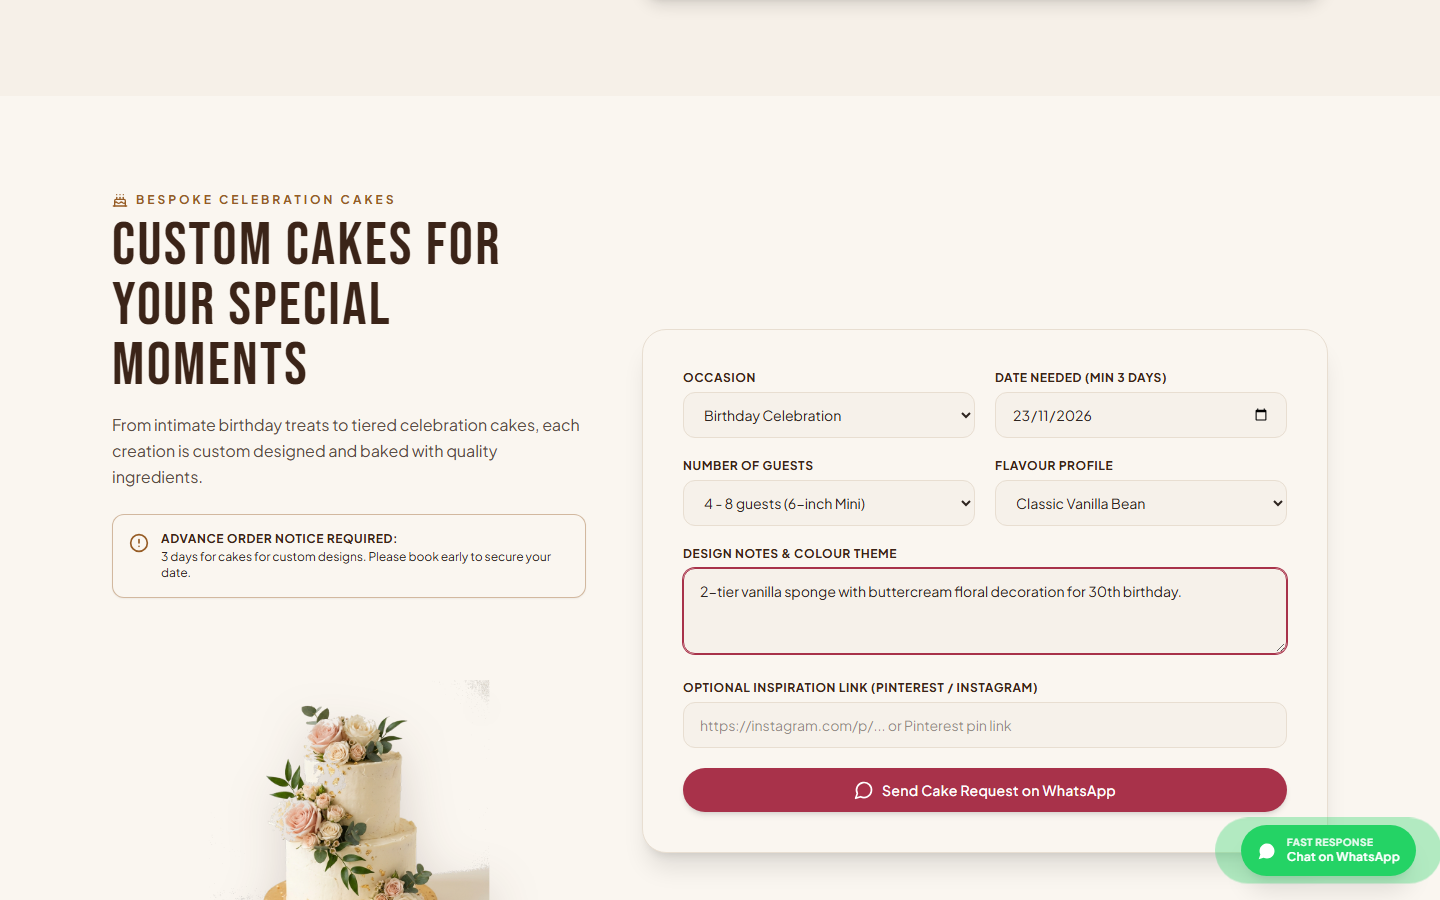 BESPOKE CELEBRATION CAKES
CUSTOM CAKES FOR
YOUR SPECIAL
MOMENTS
From intimate birthday treats to tiered celebration cakes, each
creation is custom designed and baked with quality
ingredients.
ADVANCE ORDER NOTICE REQUIRED:
3 days for cakes for custom designs. Please book early to secure your
date.
OCCASION
Birthday Celebration
DATE NEEDED (MIN 3 DAYS)
23/11/2026
NUMBER OF GUESTS
4 - 8 guests (6-inch Mini)
FLAVOUR PROFILE
Classic Vanilla Bean
DESIGN NOTES & COLOUR THEME
2-tier vanilla sponge with buttercream floral decoration for 30th birthday.
OPTIONAL INSPIRATION LINK (PINTEREST / INSTAGRAM)
https://instagram.com/p/... or Pinterest pin link
Send Cake Request on WhatsApp
FAST RESPONSE
Chat on WhatsApp